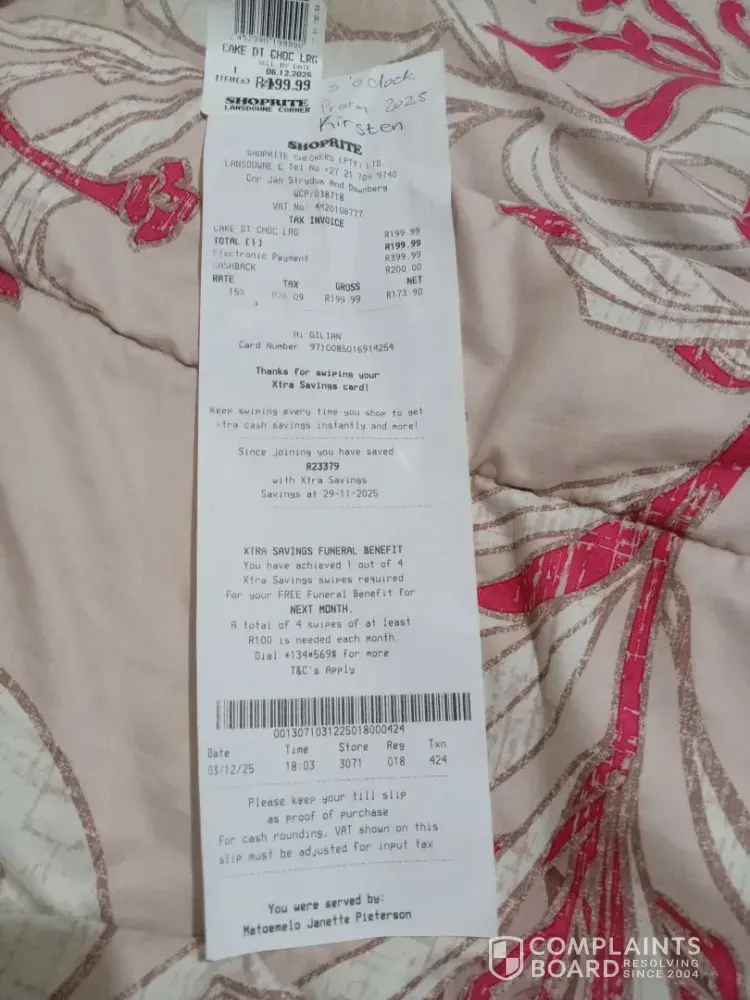 CAKE DT CHOC LRG
SELL BY DATE
1 06.12.2025
ITEM(s) R199.99
SHOPRITE
LANSDOWNE CORNER
o'clock
2025
Kirsten
SHOPRITE
SHOPRITE CHECKERS (PTY) LTD
LANSDOWNE C Tel No +27 21 704 9740
Cnr Jan Strydom And Downberg
WCP/038718
VAT No. 4420106777
TAX INVOICE
CAKE DT CHOC LRG R199.99
TOTAL [1] R199.99
Electronic Payment R399.99
CASHBACK R200.00
RATE TAX GROSS NET
15% R26.09 R199.99 R173.90
Hi GILIAN
Card Number 9710085016914254
Thanks for swiping your
Xtra Savings card!
Keep swiping every time you shop to get
xtra cash savings instantly and more!
Since joining you have saved
R23379
with Xtra Savings
Savings at 29-11-2025
XTRA SAVINGS FUNERAL BENEFIT
You have achieved 1 out of 4
Xtra Savings swipes required
for your FREE Funeral Benefit for
NEXT MONTH.
A total of 4 swipes of at least
R100 is needed each month.
Dial *134*569# for more
T&C's Apply
0013071031225018000424
Date Time Store Reg Txn
03/12/25 18:03 3071 018 424
Please keep your till slip
as proof of purchase
For cash rounding, VAT shown on this
slip must be adjusted for input tax
You were served by:
Matoemelo Janette Pieterson
COMPLAINTS
BOARD RESOLVING
SINCE 2004